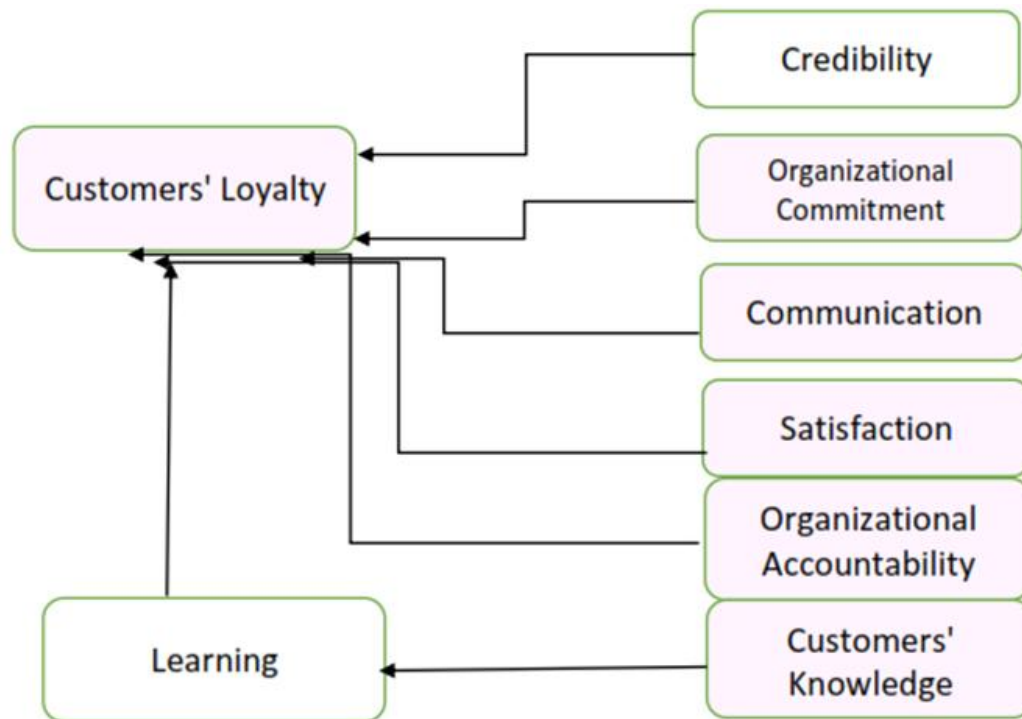 Credibility
Customers' Loyalty
Organizational
Commitment
Communication
Satisfaction
Organizational
Accountability
Learning
Customers'
Knowledge